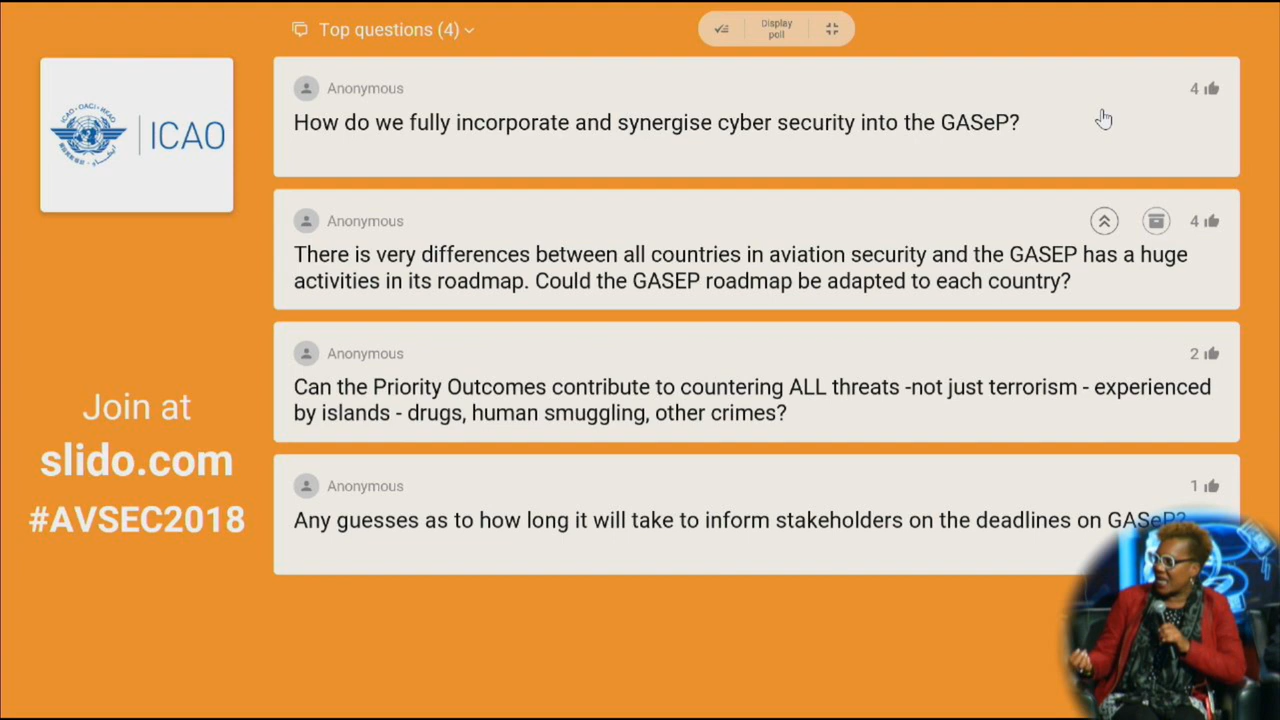 Top questions (4)
Display
poll
ICAO
Anonymous
4
How do we fully incorporate and synergise cyber security into the GASeP?
Anonymous
4
There is very differences between all countries in aviation security and the GASEP has a huge
activities in its roadmap. Could the GASEP roadmap be adapted to each country?
Anonymous
2
Can the Priority Outcomes contribute to countering ALL threats -not just terrorism - experienced
by islands - drugs, human smuggling, other crimes?
Join at
slido.com
#AVSEC2018
Anonymous
1
Any guesses as to how long it will take to inform stakeholders on the deadlines on GASeP?